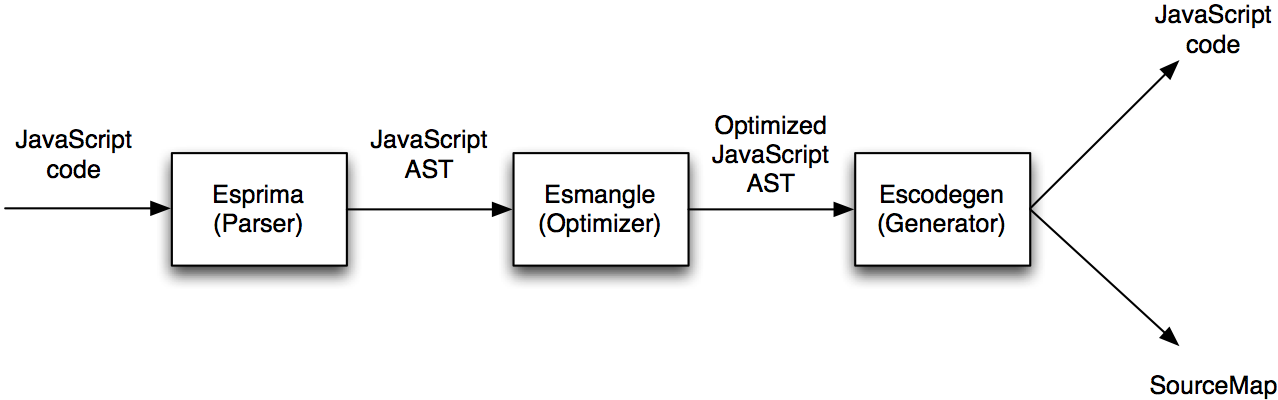 JavaScript
code
Esprima
(Parser)
JavaScript
AST
Esmangle
(Optimizer)
Optimized
JavaScript
AST
Escodegen
(Generator)
JavaScript
code
SourceMap